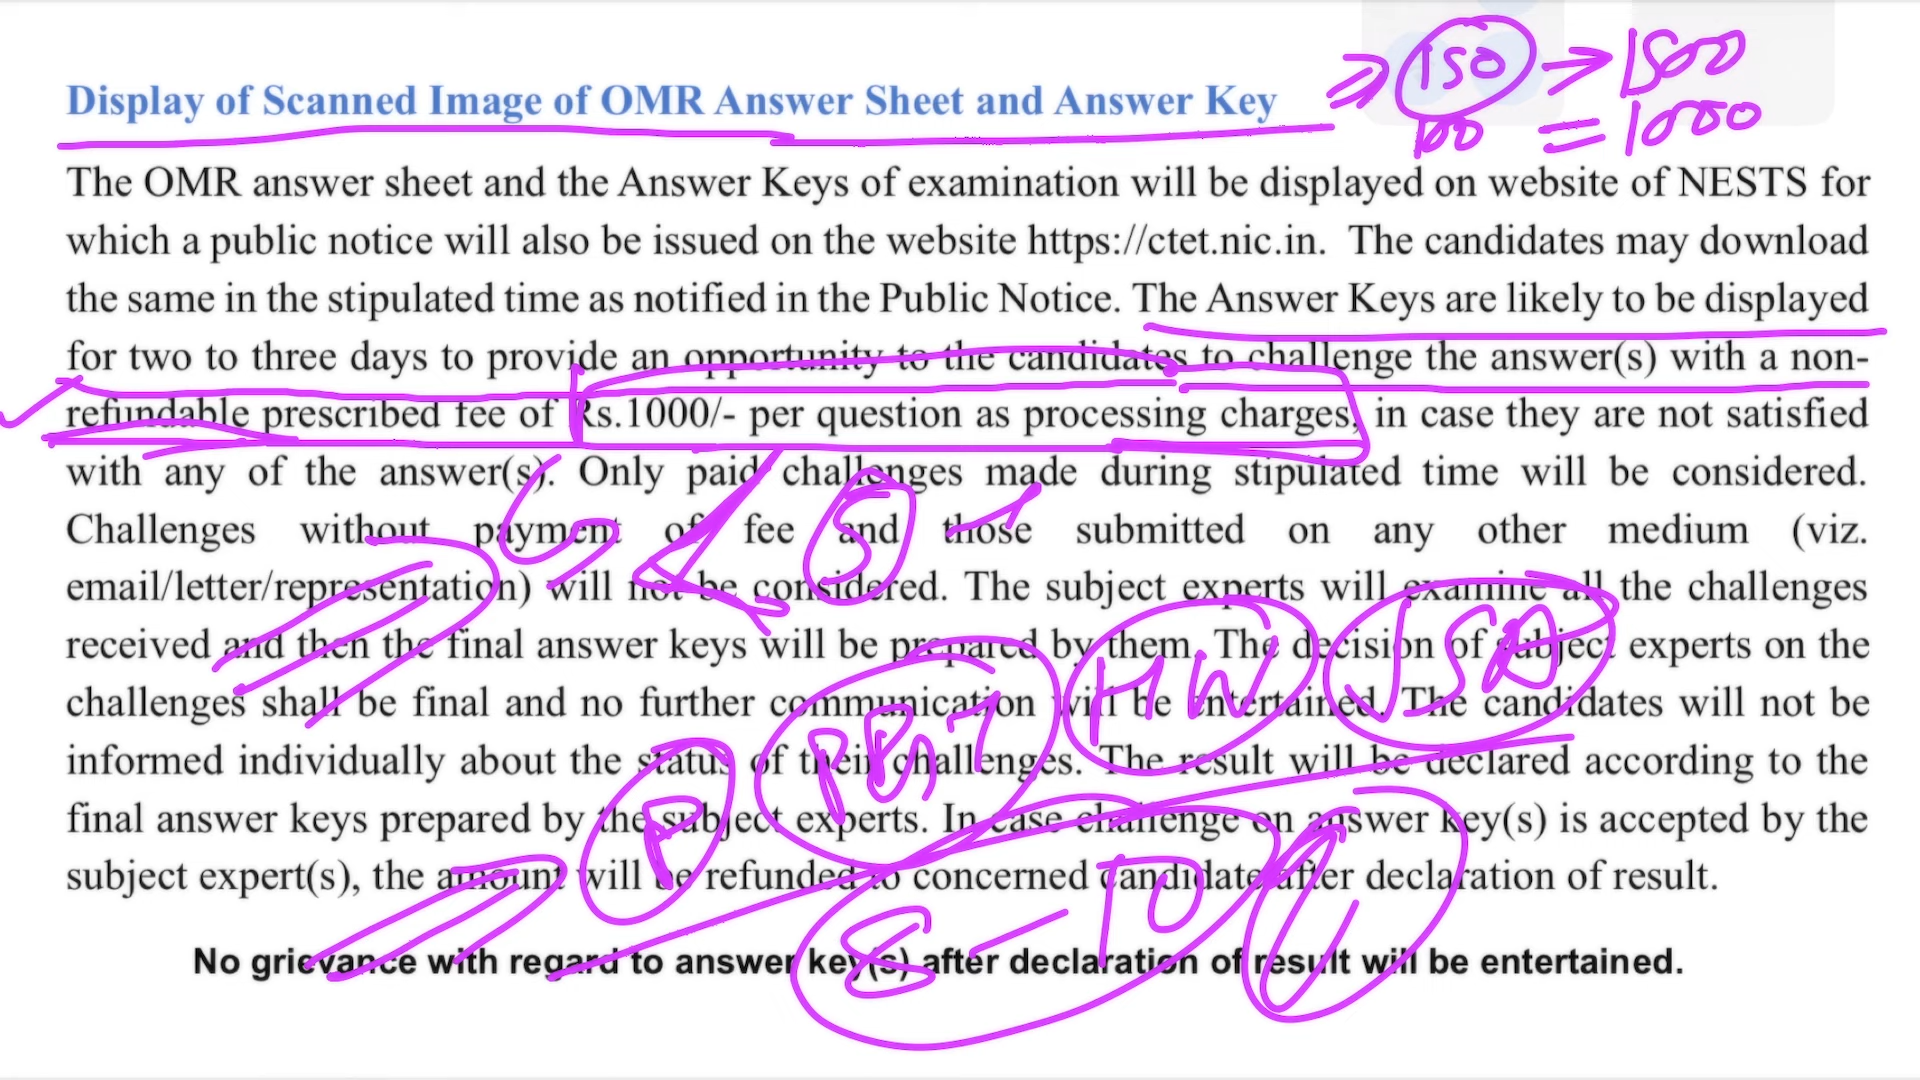 Display of Scanned Image of OMR Answer Sheet and Answer Key
150 → 1500
100 = 1000
The OMR answer sheet and the Answer Keys of examination will be displayed on website of NESTS for
which a public notice will also be issued on the website https://ctet.nic.in. The candidates may download
the same in the stipulated time as notified in the Public Notice. The Answer Keys are likely to be displayed
for two to three days to provide an opportunity to the candidates to challenge the answer(s) with a non-
refundable prescribed fee of Rs.1000/- per question as processing charges, in case they are not satisfied
with any of the answer(s). Only paid challenges made during stipulated time will be considered.
Challenges without payment of fee and those submitted on any other medium (viz.
email/letter/representation) will not be considered. The subject experts will examine all the challenges
received and then the final answer keys will be prepared by them. The decision of subject experts on the
challenges shall be final and no further communication will be entertained. The candidates will not be
informed individually about the status of their challenges. The result will be declared according to the
final answer keys prepared by the subject experts. In case challenge on answer key(s) is accepted by the
subject expert(s), the amount will be refunded to concerned candidate after declaration of result.
No grievance with regard to answer key(s) after declaration of result will be entertained.
HW
JSA
P